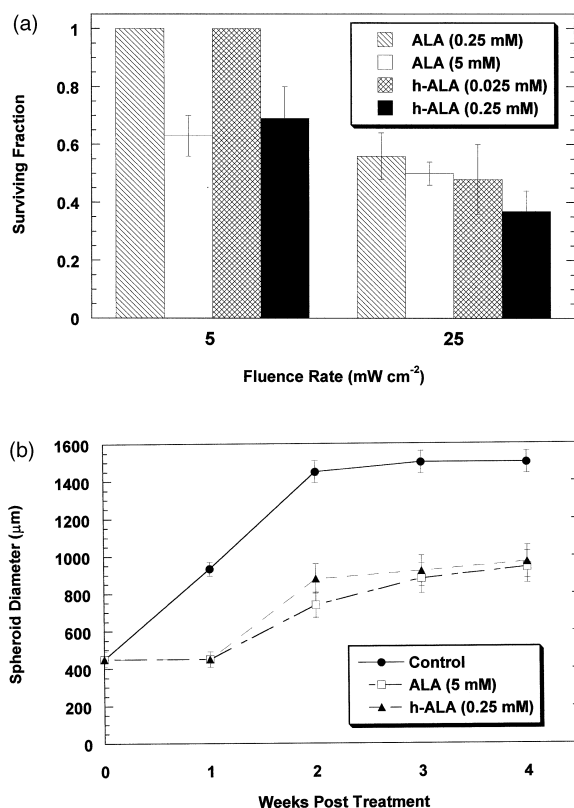 (a)
1
0.8
0.6
0.4
0.2
0
Surviving Fraction
ALA (0.25 mM)
ALA (5 mM)
h-ALA (0.025 mM)
h-ALA (0.25 mM)
5 25
Fluence Rate (mW cm⁻²)
(b)
1600
1400
1200
1000
800
600
400
200
0
Spheroid Diameter (μm)
Control
ALA (5 mM)
h-ALA (0.25 mM)
0 1 2 3 4
Weeks Post Treatment